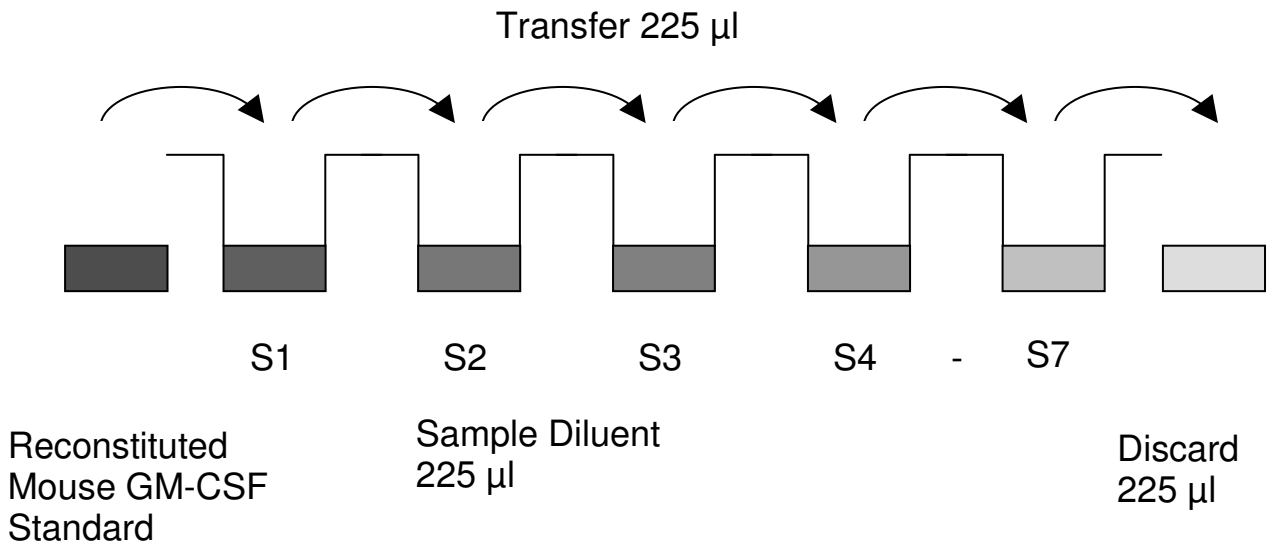 Transfer 225 µl
S1 S2 S3 S4 - S7
Reconstituted
Mouse GM-CSF
Standard
Sample Diluent
225 µl
Discard
225 µl